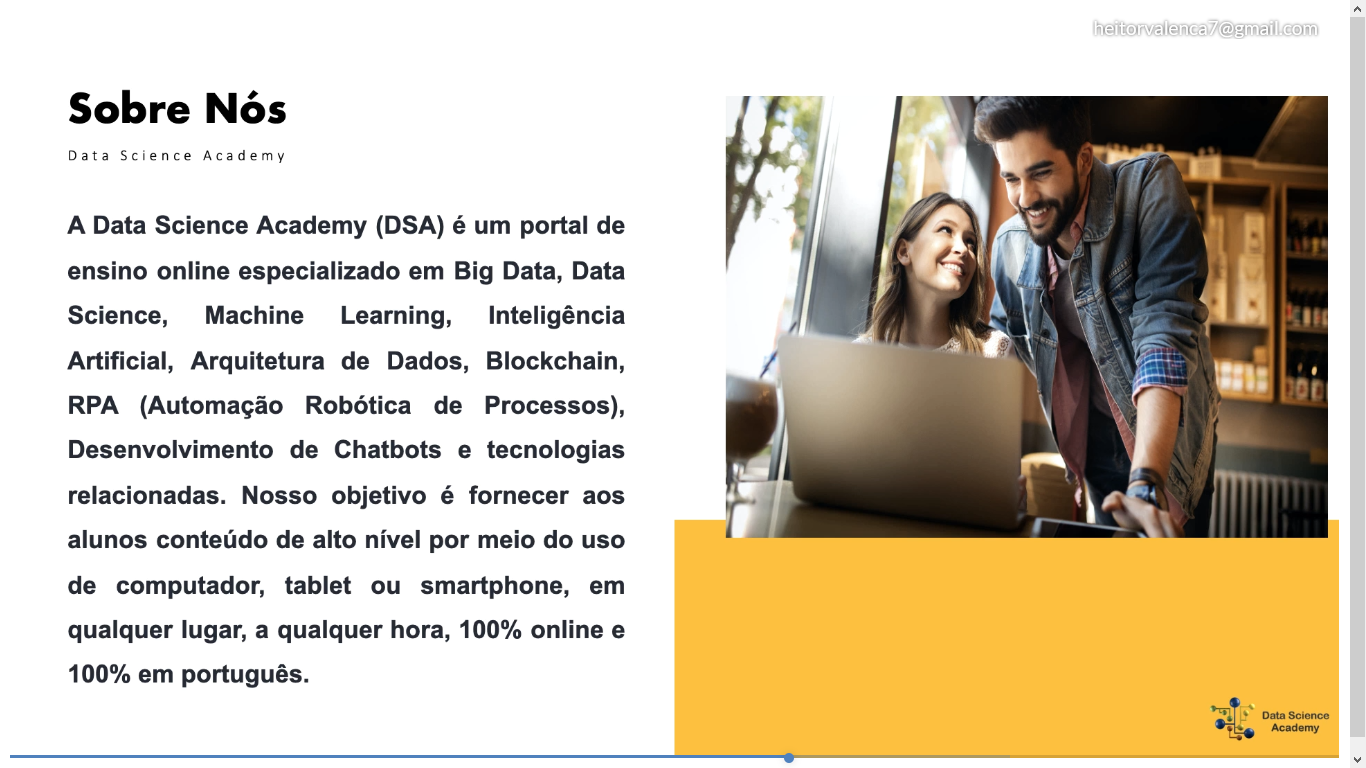 heitorvalenca7@gmail.com
Sobre Nós
Data Science Academy
A Data Science Academy (DSA) é um portal de
ensino online especializado em Big Data, Data
Science, Machine Learning, Inteligência
Artificial, Arquitetura de Dados, Blockchain,
RPA (Automação Robótica de Processos),
Desenvolvimento de Chatbots e tecnologias
relacionadas. Nosso objetivo é fornecer aos
alunos conteúdo de alto nível por meio do uso
de computador, tablet ou smartphone, em
qualquer lugar, a qualquer hora, 100% online e
100% em português.
Data Science
Academy